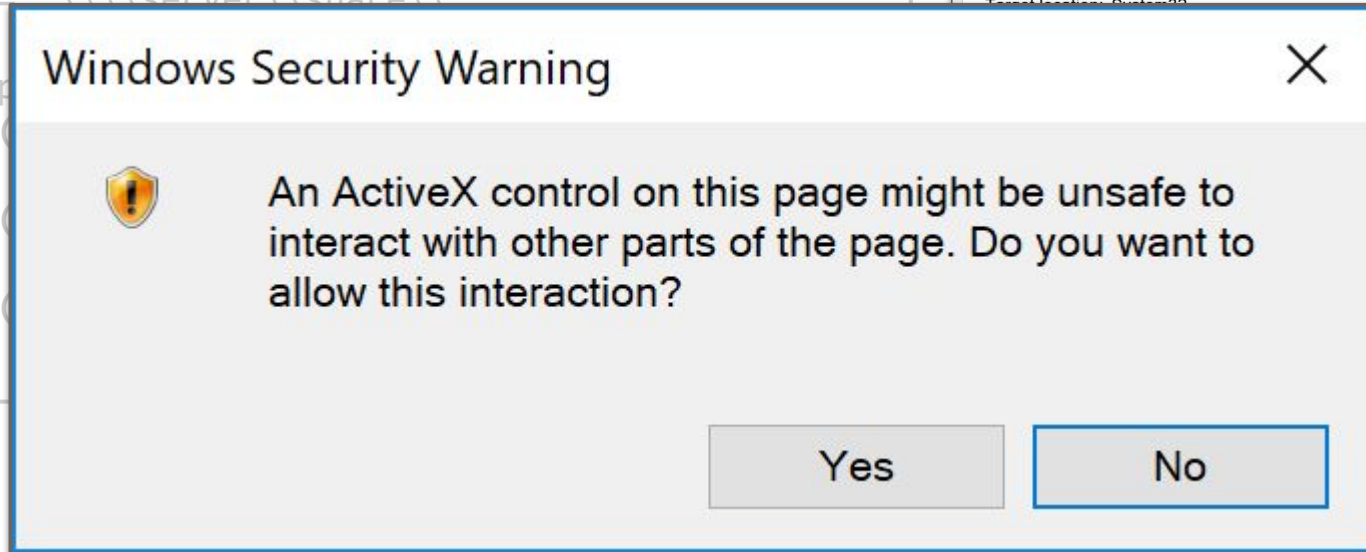 Windows Security Warning
An ActiveX control on this page might be unsafe to
interact with other parts of the page. Do you want to
allow this interaction?
Yes
No